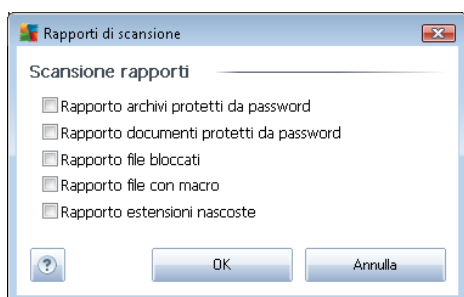 Rapporti di scansione
Scansione rapporti
Rapporto archivi protetti da password
Rapporto documenti protetti da password
Rapporto file bloccati
Rapporto file con macro
Rapporto estensioni nascoste
? OK Annulla